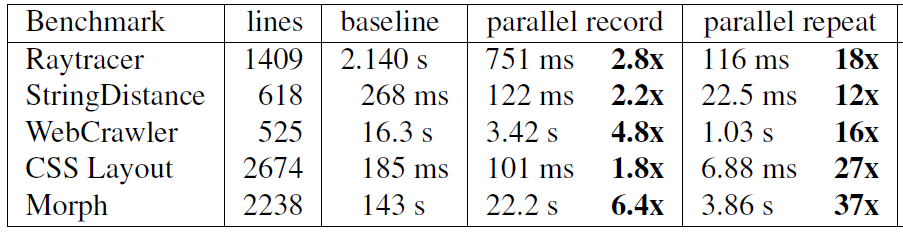 Benchmark lines baseline parallel record parallel repeat
Raytracer 1409 2.140 s 751 ms 2.8x 116 ms 18x
StringDistance 618 268 ms 122 ms 2.2x 22.5 ms 12x
WebCrawler 525 16.3 s 3.42 s 4.8x 1.03 s 16x
CSS Layout 2674 185 ms 101 ms 1.8x 6.88 ms 27x
Morph 2238 143 s 22.2 s 6.4x 3.86 s 37x